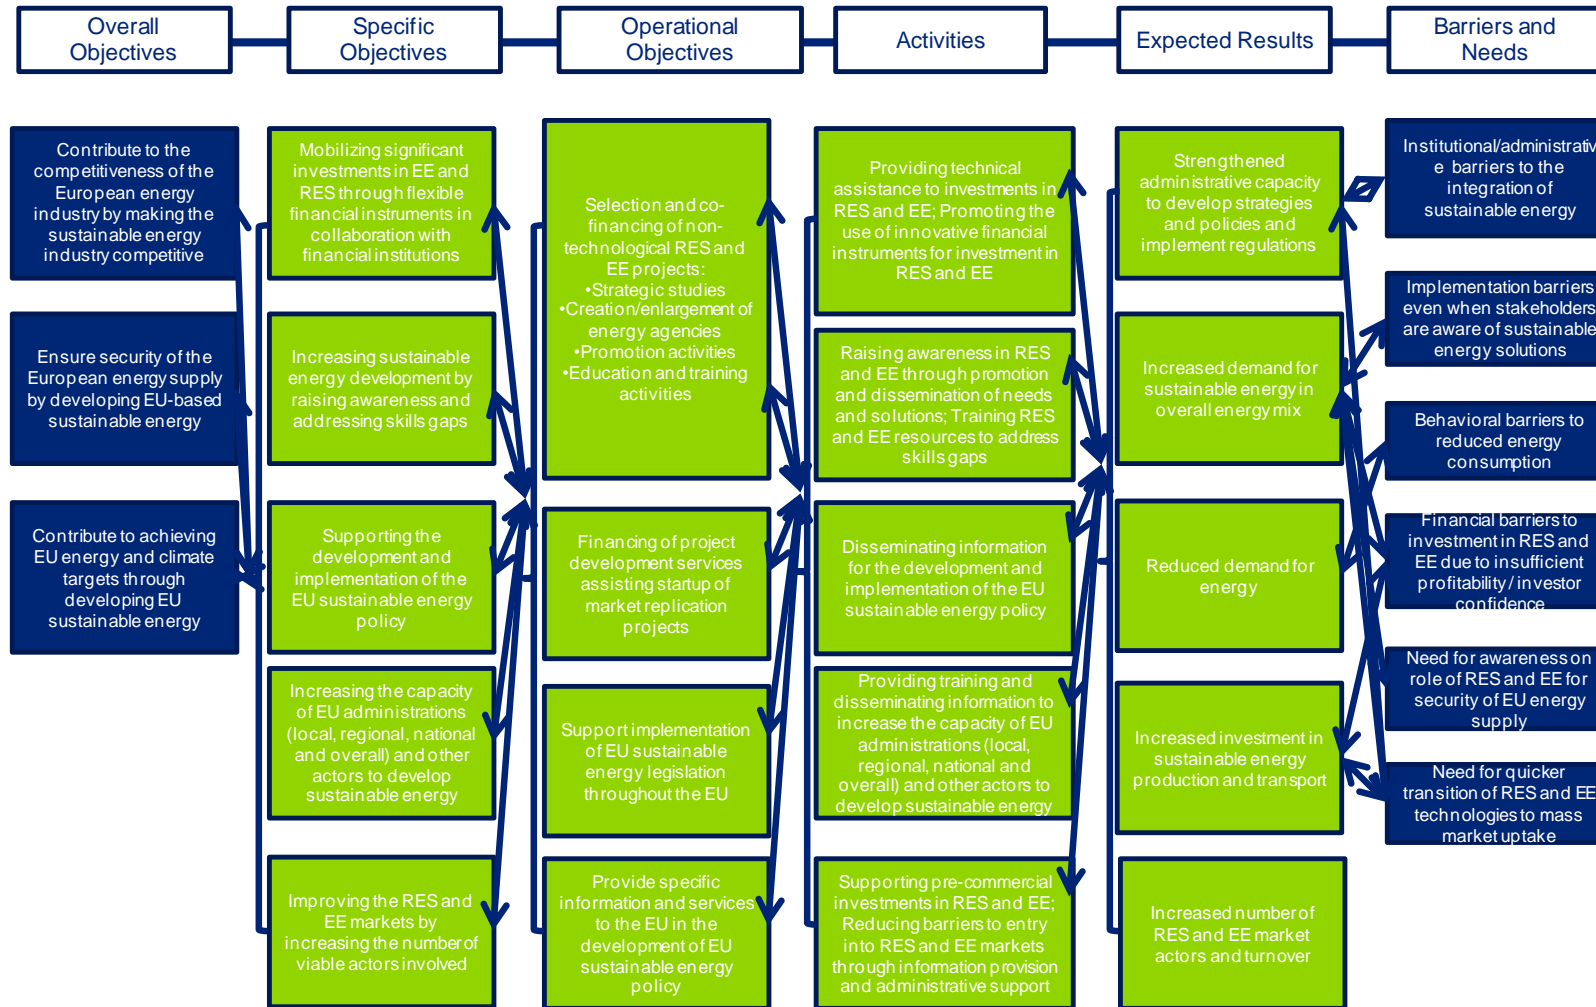 Overall
Objectives
Specific
Objectives
Operational
Objectives
Activities
Expected Results
Barriers and
Needs
Contribute to the
competitiveness of the
European energy
industry by making the
sustainable energy
industry competitive
Ensure security of the
European energy supply
by developing EU-based
sustainable energy
Contribute to achieving
EU energy and climate
targets through
developing EU
sustainable energy
Mobilizing significant
investments in EE and
RES through flexible
financial instruments in
collaboration with
financial institutions
Increasing sustainable
energy development by
raising awareness and
addressing skills gaps
Supporting the
development and
implementation of the
EU sustainable energy
policy
Increasing the capacity
of EU administrations
(local, regional, national
and overall) and other
actors to develop
sustainable energy
Improving the RES and
EE markets by
increasing the number of
viable actors involved
Selection and co-
financing of non-
technological RES and
EE projects:
•Strategic studies
•Creation/enlargement of
energy agencies
•Promotion activities
•Education and training
activities
Financing of project
development services
assisting startup of
market replication
projects
Support implementation
of EU sustainable
energy legislation
throughout the EU
Provide specific
information and services
to the EU in the
development of EU
sustainable energy
policy
Providing technical
assistance to investments in
RES and EE; Promoting the
use of innovative financial
instruments for investment in
RES and EE
Raising awareness in RES
and EE through promotion
and dissemination of needs
and solutions; Training RES
and EE resources to address
skills gaps
Disseminating information
for the development and
implementation of the EU
sustainable energy policy
Providing training and
disseminating information to
increase the capacity of EU
administrations (local,
regional, national and
overall) and other actors to
develop sustainable energy
Supporting pre-commercial
investments in RES and EE;
Reducing barriers to entry
into RES and EE markets
through information provision
and administrative support
Strengthened
administrative capacity
to develop strategies
and policies and
implement regulations
Increased demand for
sustainable energy in
overall energy mix
Reduced demand for
energy
Increased investment in
sustainable energy
production and transport
Increased number of
RES and EE market
actors and turnover
Institutional/administrativ
e barriers to the
integration of
sustainable energy
Implementation barriers
even when stakeholders
are aware of sustainable
energy solutions
Behavioral barriers to
reduced energy
consumption
Financial barriers to
investment in RES and
EE due to insufficient
profitability / investor
confidence
Need for awareness on
role of RES and EE for
security of EU energy
supply
Need for quicker
transition of RES and EE
technologies to mass
market uptake